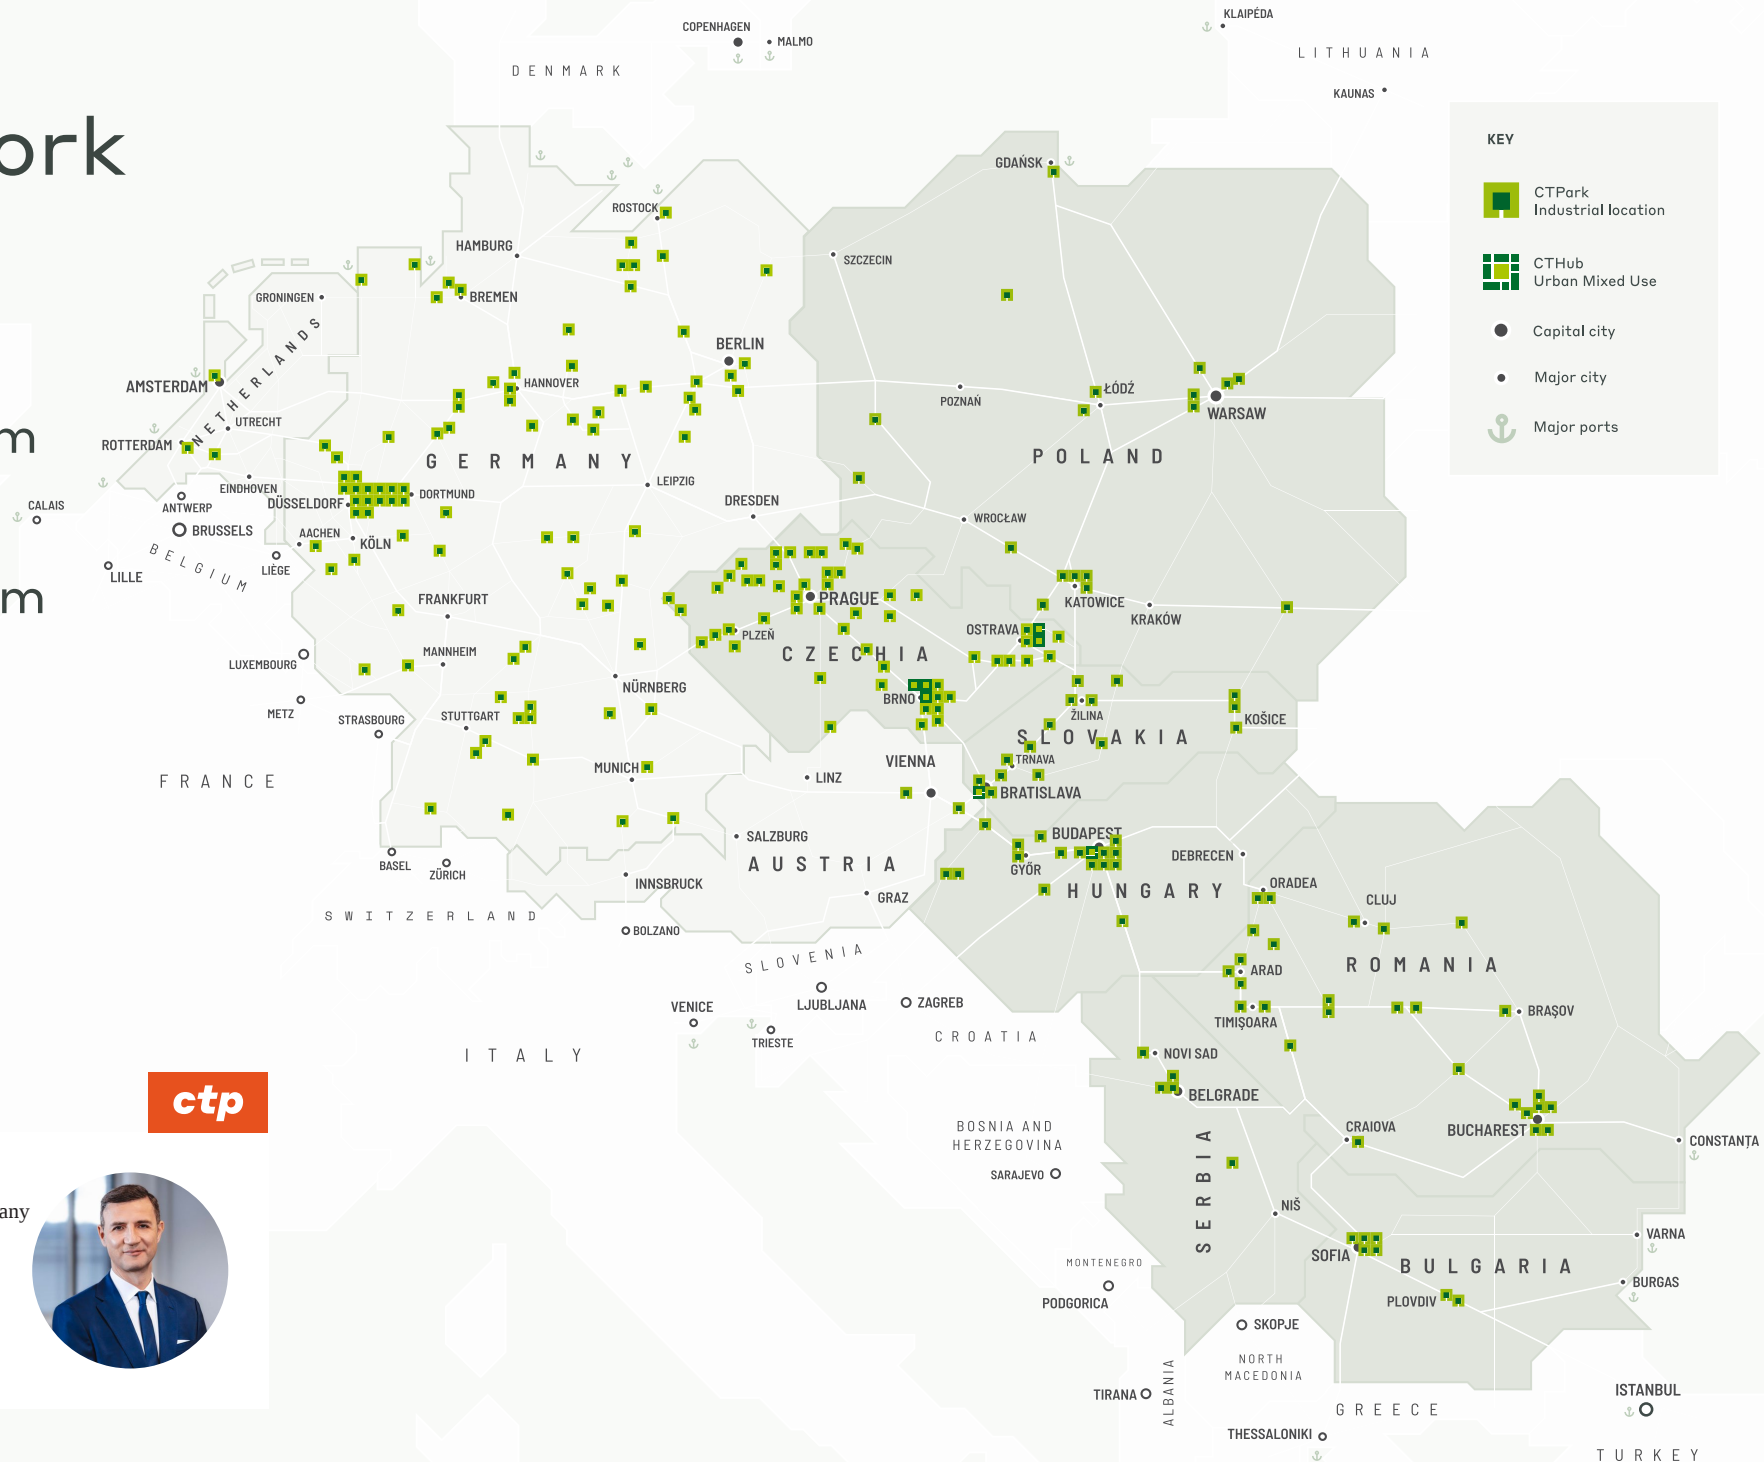 ork
m
m
any
ctp
KEY
CTPark
Industrial location
CTHub
Urban Mixed Use
Capital city
Major city
Major ports
COPENHAGEN
MALMO
KLAIPÉDA
DENMARK
LITHUANIA
KAUNAS
GDAŃSK
ROSTOCK
HAMBURG
SZCZECIN
GRONINGEN
BREMEN
NETHERLANDS
BERLIN
AMSTERDAM
HANNOVER
POZNAŃ
ŁÓDŹ
WARSAW
UTRECHT
ROTTERDAM
GERMANY
POLAND
EINDHOVEN
DÜSSELDORF
DORTMUND
LEIPZIG
CALAIS
ANTWERP
DRESDEN
WROCŁAW
BRUSSELS
AACHEN
KÖLN
BELGIUM
LIÈGE
LILLE
FRANKFURT
PRAGUE
KATOWICE
KRAKÓW
OSTRAVA
PLZEŇ
CZECHIA
LUXEMBOURG
MANNHEIM
NÜRNBERG
BRNO
METZ
STRASBOURG
STUTTGART
ŽILINA
KOŠICE
SLOVAKIA
FRANCE
MUNICH
LINZ
VIENNA
TRNAVA
BRATISLAVA
SALZBURG
BUDAPEST
BASEL
ZÜRICH
AUSTRIA
GYŐR
DEBRECEN
INNSBRUCK
GRAZ
HUNGARY
ORADEA
CLUJ
SWITZERLAND
BOLZANO
SLOVENIA
ROMANIA
ARAD
VENICE
LJUBLJANA
ZAGREB
TIMIŞOARA
BRAŞOV
TRIESTE
CROATIA
ITALY
NOVI SAD
BELGRADE
BOSNIA AND
HERZEGOVINA
CRAIOVA
BUCHAREST
CONSTANȚA
SARAJEVO
SERBIA
NIŠ
VARNA
SOFIA
BULGARIA
MONTENEGRO
BURGAS
PODGORICA
PLOVDIV
SKOPJE
NORTH
MACEDONIA
TIRANA
ALBANIA
ISTANBUL
GREECE
THESSALONIKI
TURKEY